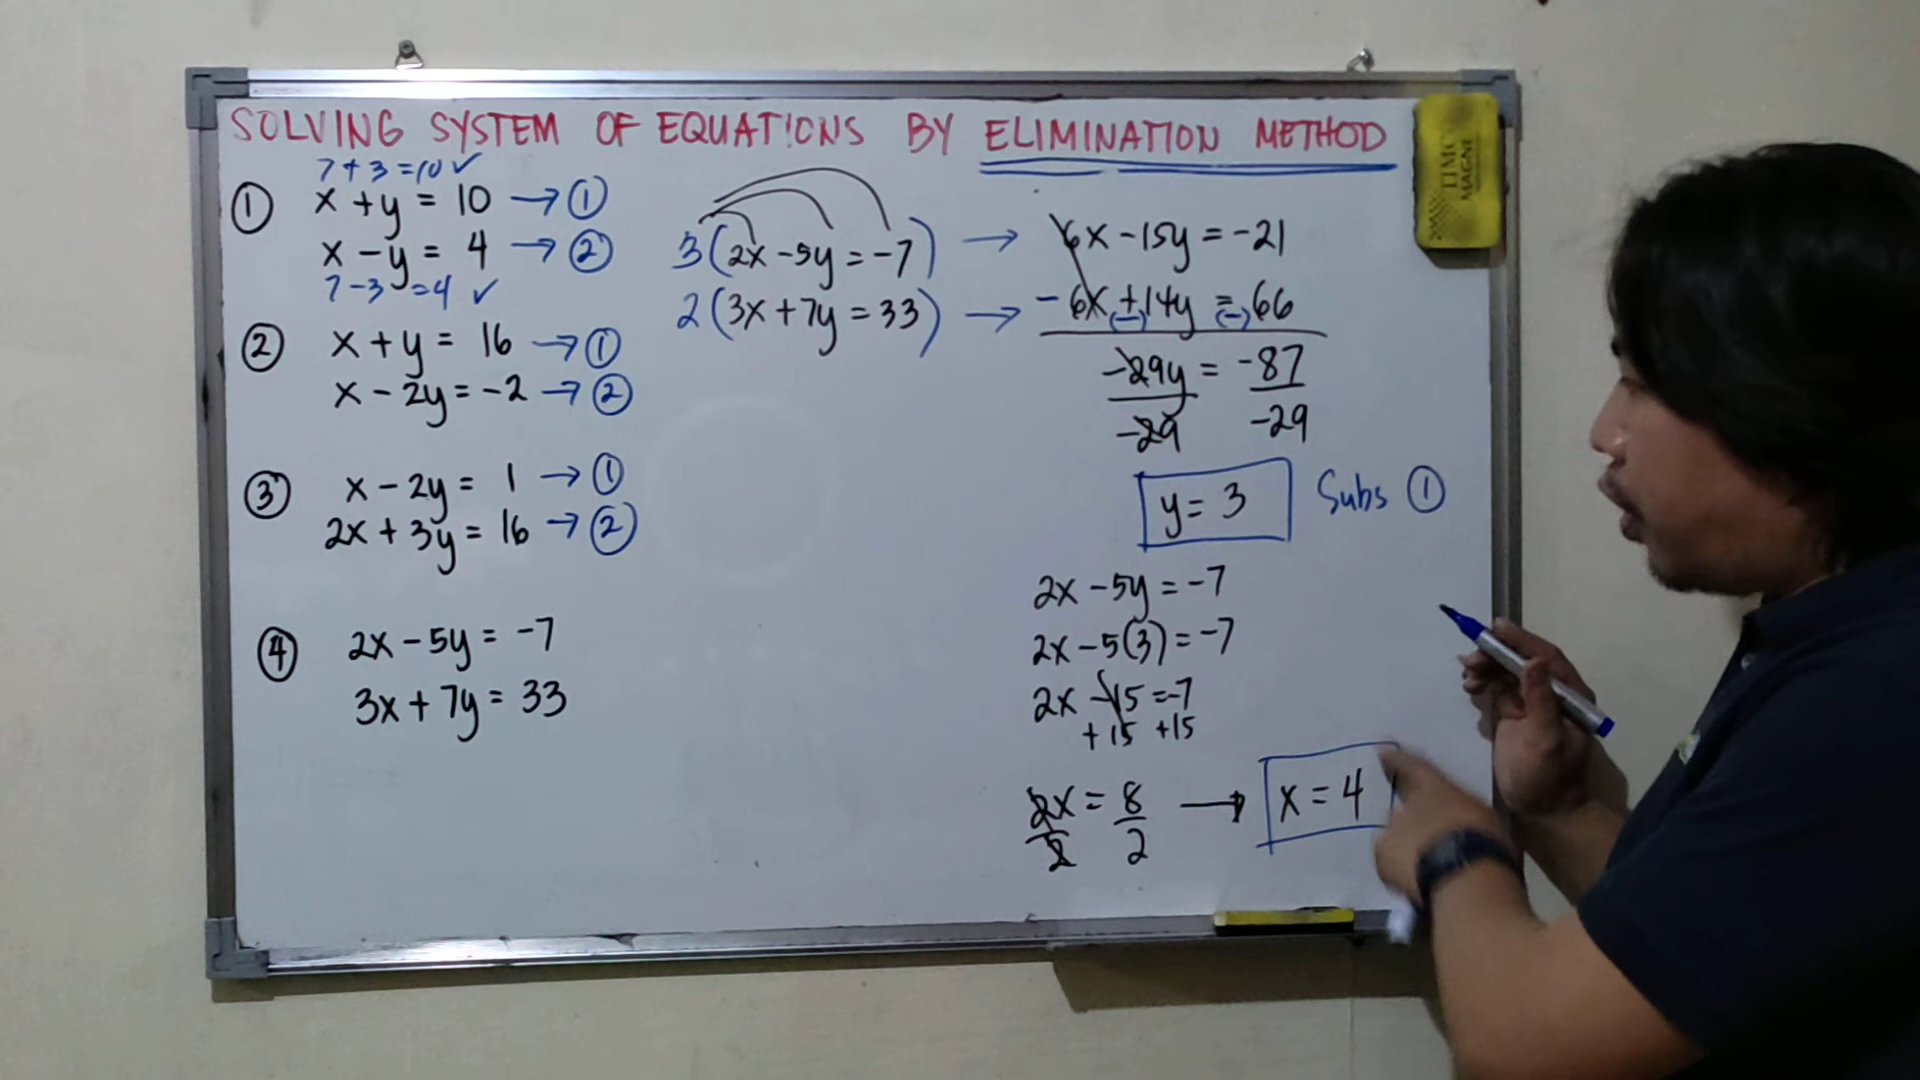 SOLVING SYSTEM OF EQUATIONS BY ELIMINATION METHOD
7 + 3 = 10 ✓
① x + y = 10 → ①
x - y = 4 → ②
7 - 3 = 4 ✓
② x + y = 16 → ①
x - 2y = -2 → ②
③ x - 2y = 1 → ①
2x + 3y = 16 → ②
④ 2x - 5y = -7
3x + 7y = 33
3(2x - 5y = -7) → 6x - 15y = -21
2(3x + 7y = 33) → - 6x + 14y = 66
(-) (-)
-29y = -87
-29 -29
y = 3 Subs ①
2x - 5y = -7
2x - 5(3) = -7
2x - 15 = -7
+ 15 +15
2x = 8 → x = 4
2 2
MAGNE